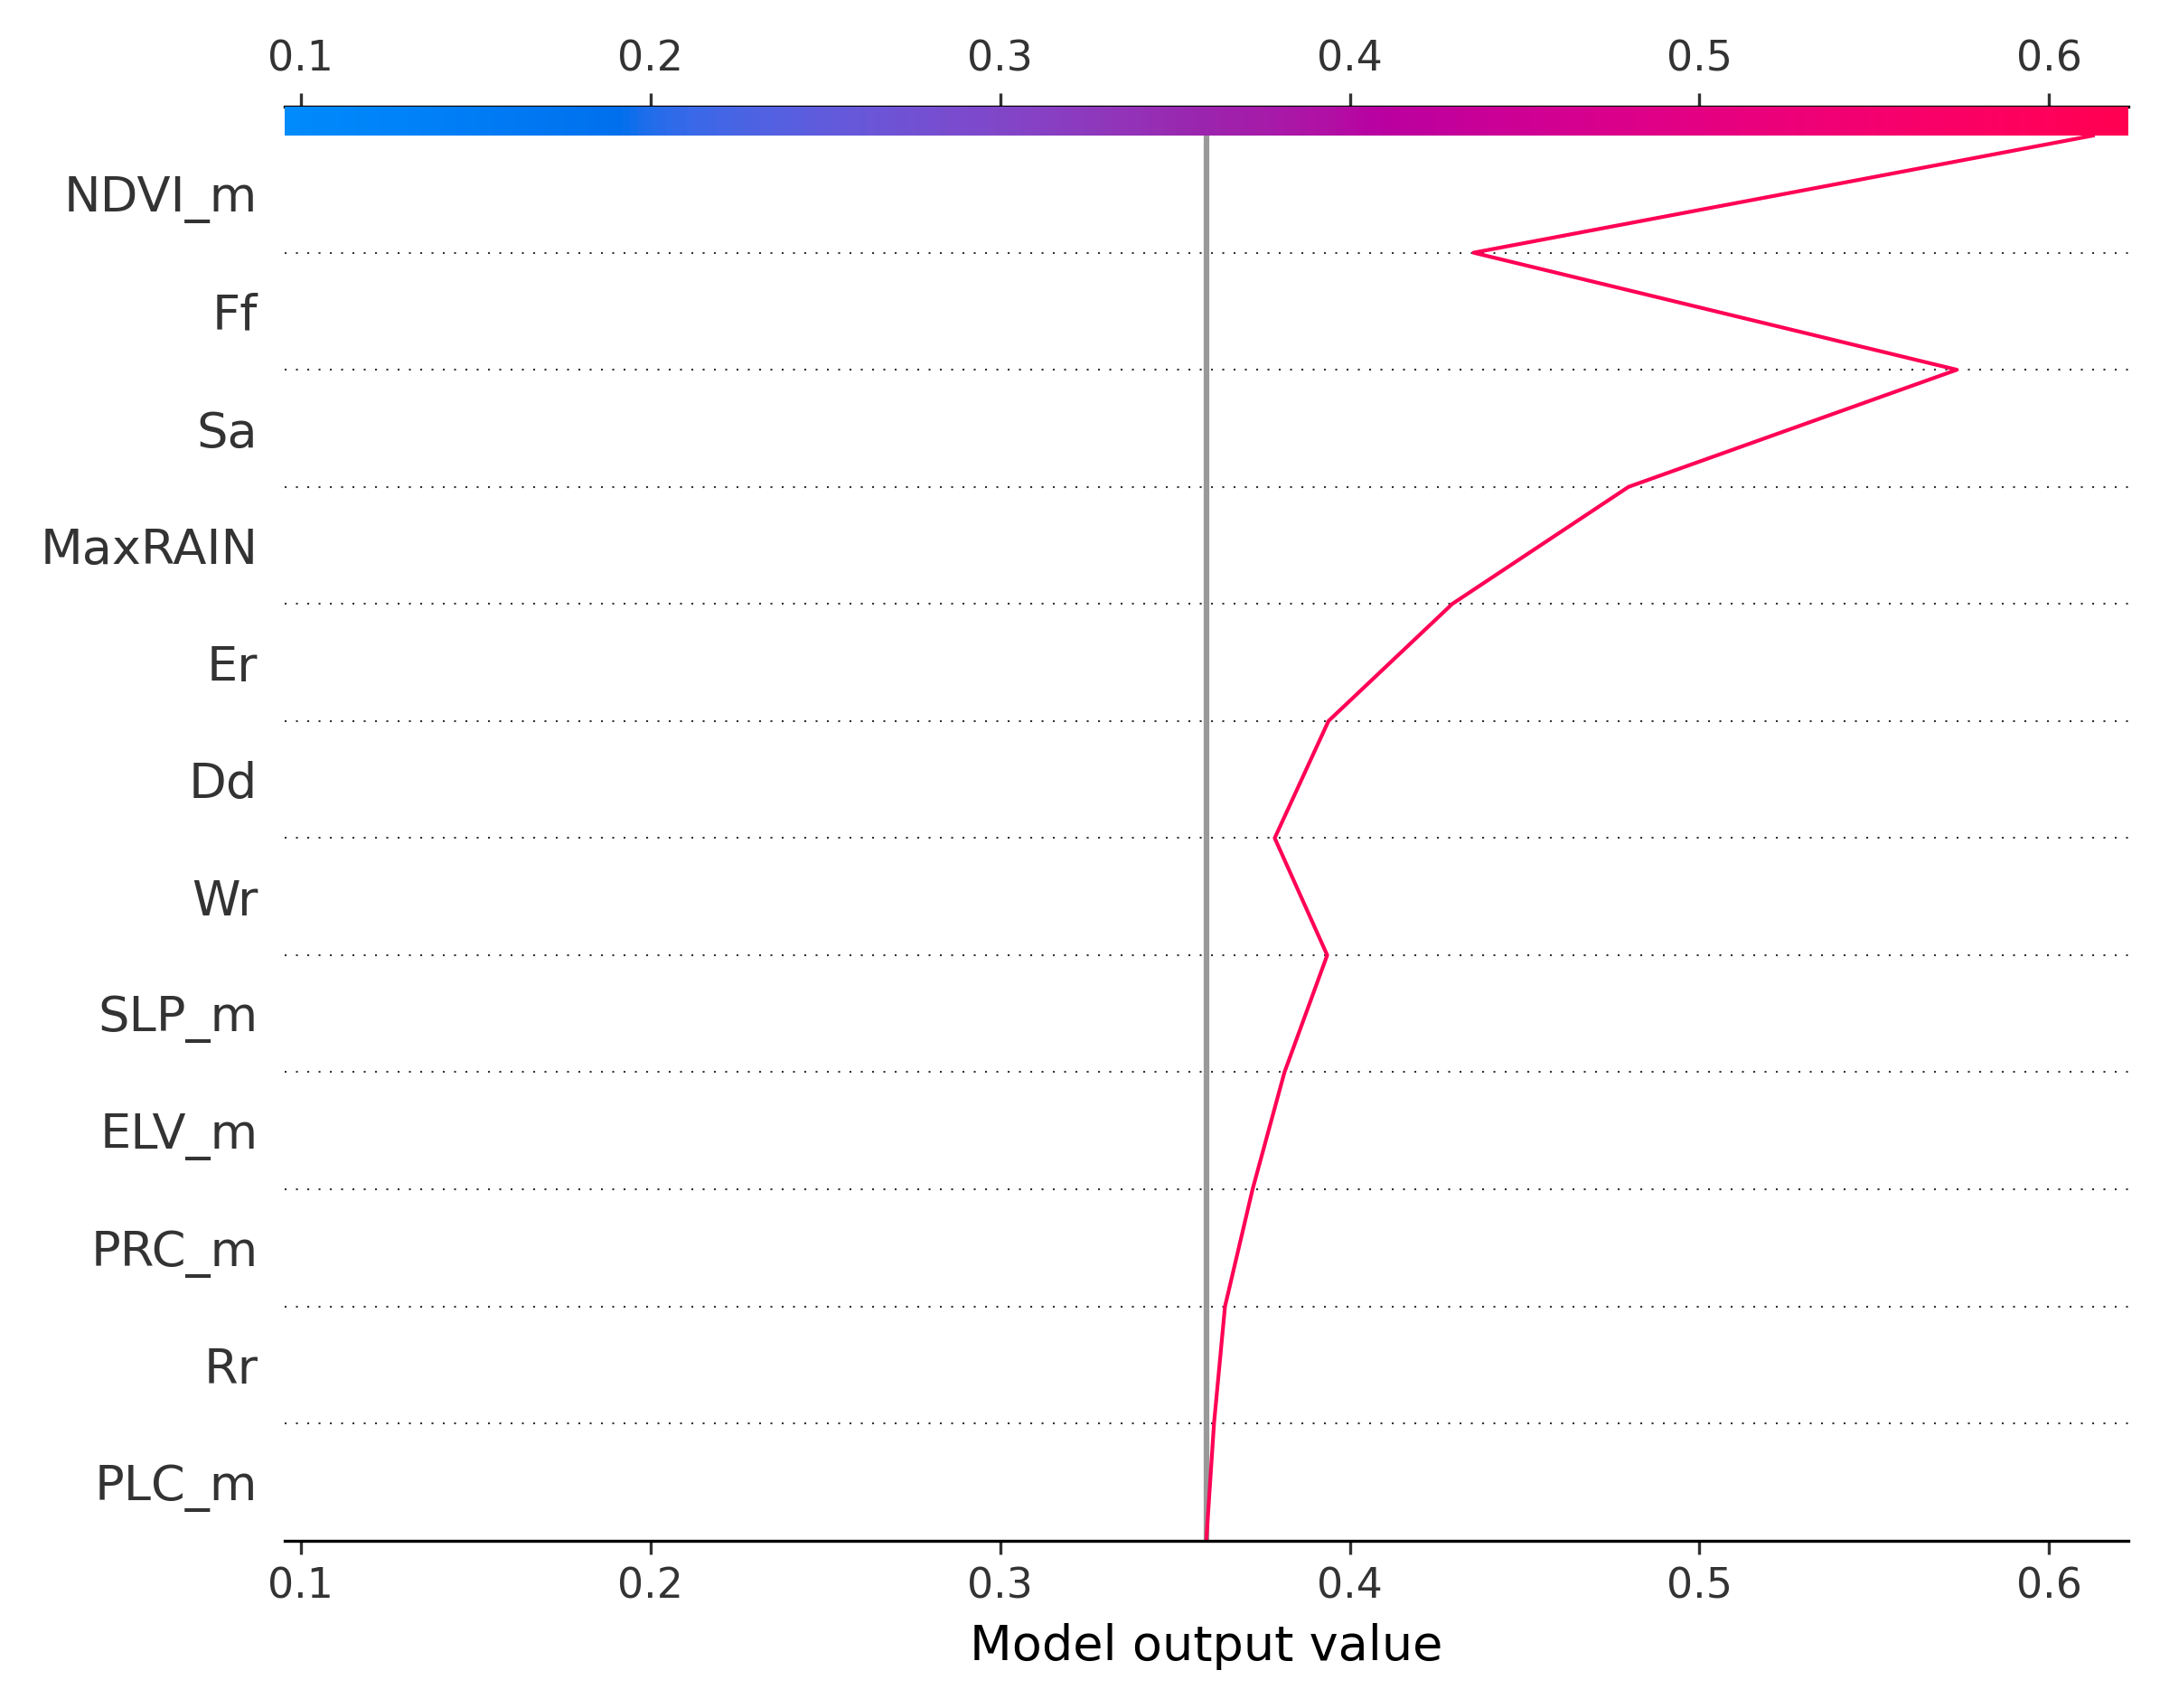 0.1 0.2 0.3 0.4 0.5 0.6
NDVI_m
Ff
Sa
MaxRAIN
Er
Dd
Wr
SLP_m
ELV_m
PRC_m
Rr
PLC_m
0.1 0.2 0.3 0.4 0.5 0.6
Model output value